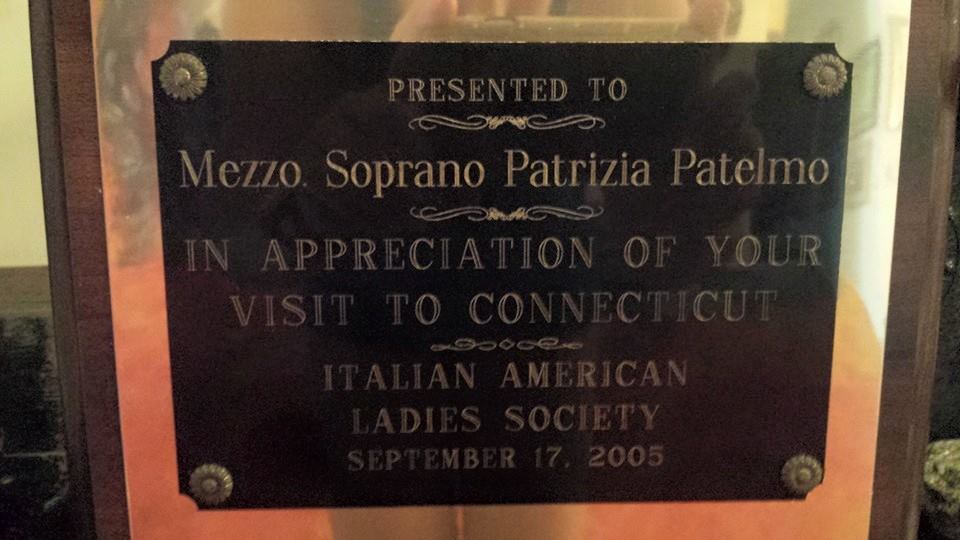 PRESENTED TO
Mezzo. Soprano Patrizia Patelmo
IN APPRECIATION OF YOUR
VISIT TO CONNECTICUT
ITALIAN AMERICAN
LADIES SOCIETY
SEPTEMBER 17, 2005